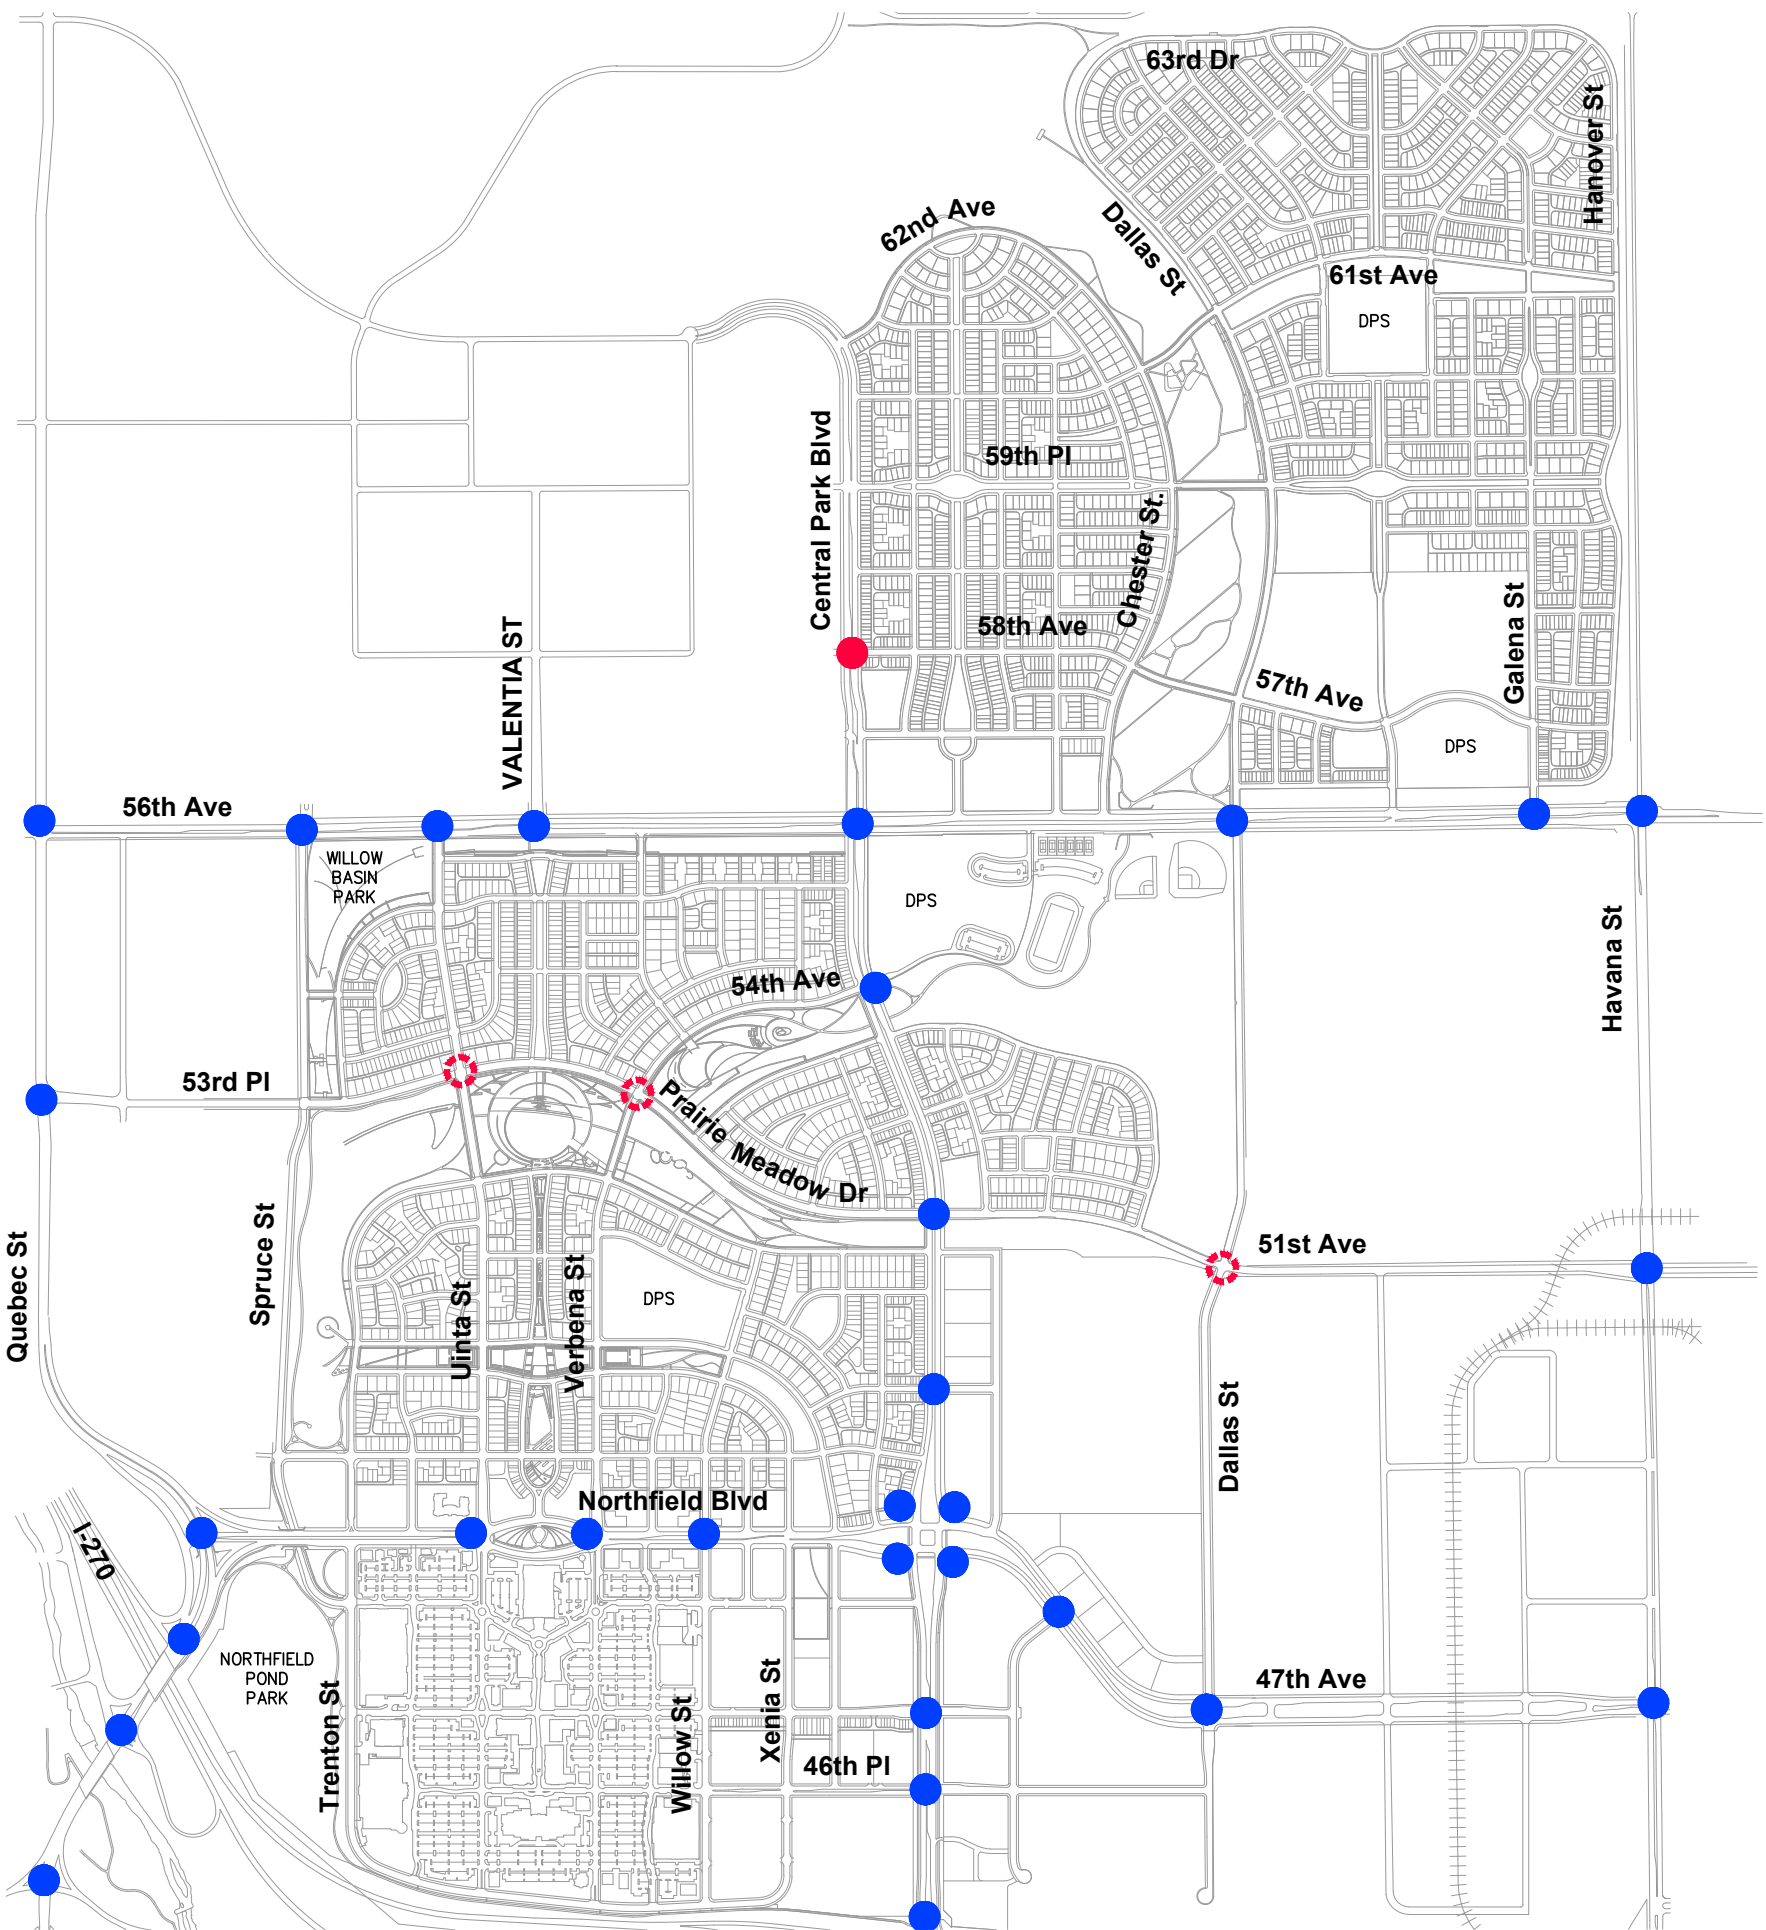 63rd Dr
Hanover St
62nd Ave
Dallas St
61st Ave
DPS
Central Park Blvd
59th Pl
Chester St.
58th Ave
VALENTIA ST
Galena St
57th Ave
DPS
56th Ave
WILLOW
BASIN
PARK
DPS
Havana St
54th Ave
53rd Pl
Prairie Meadow Dr
Quebec St
Spruce St
51st Ave
Uinta St
Verbena St
DPS
Dallas St
Northfield Blvd
I-270
NORTHFIELD
POND
PARK
Trenton St
Willow St
Xenia St
47th Ave
46th Pl